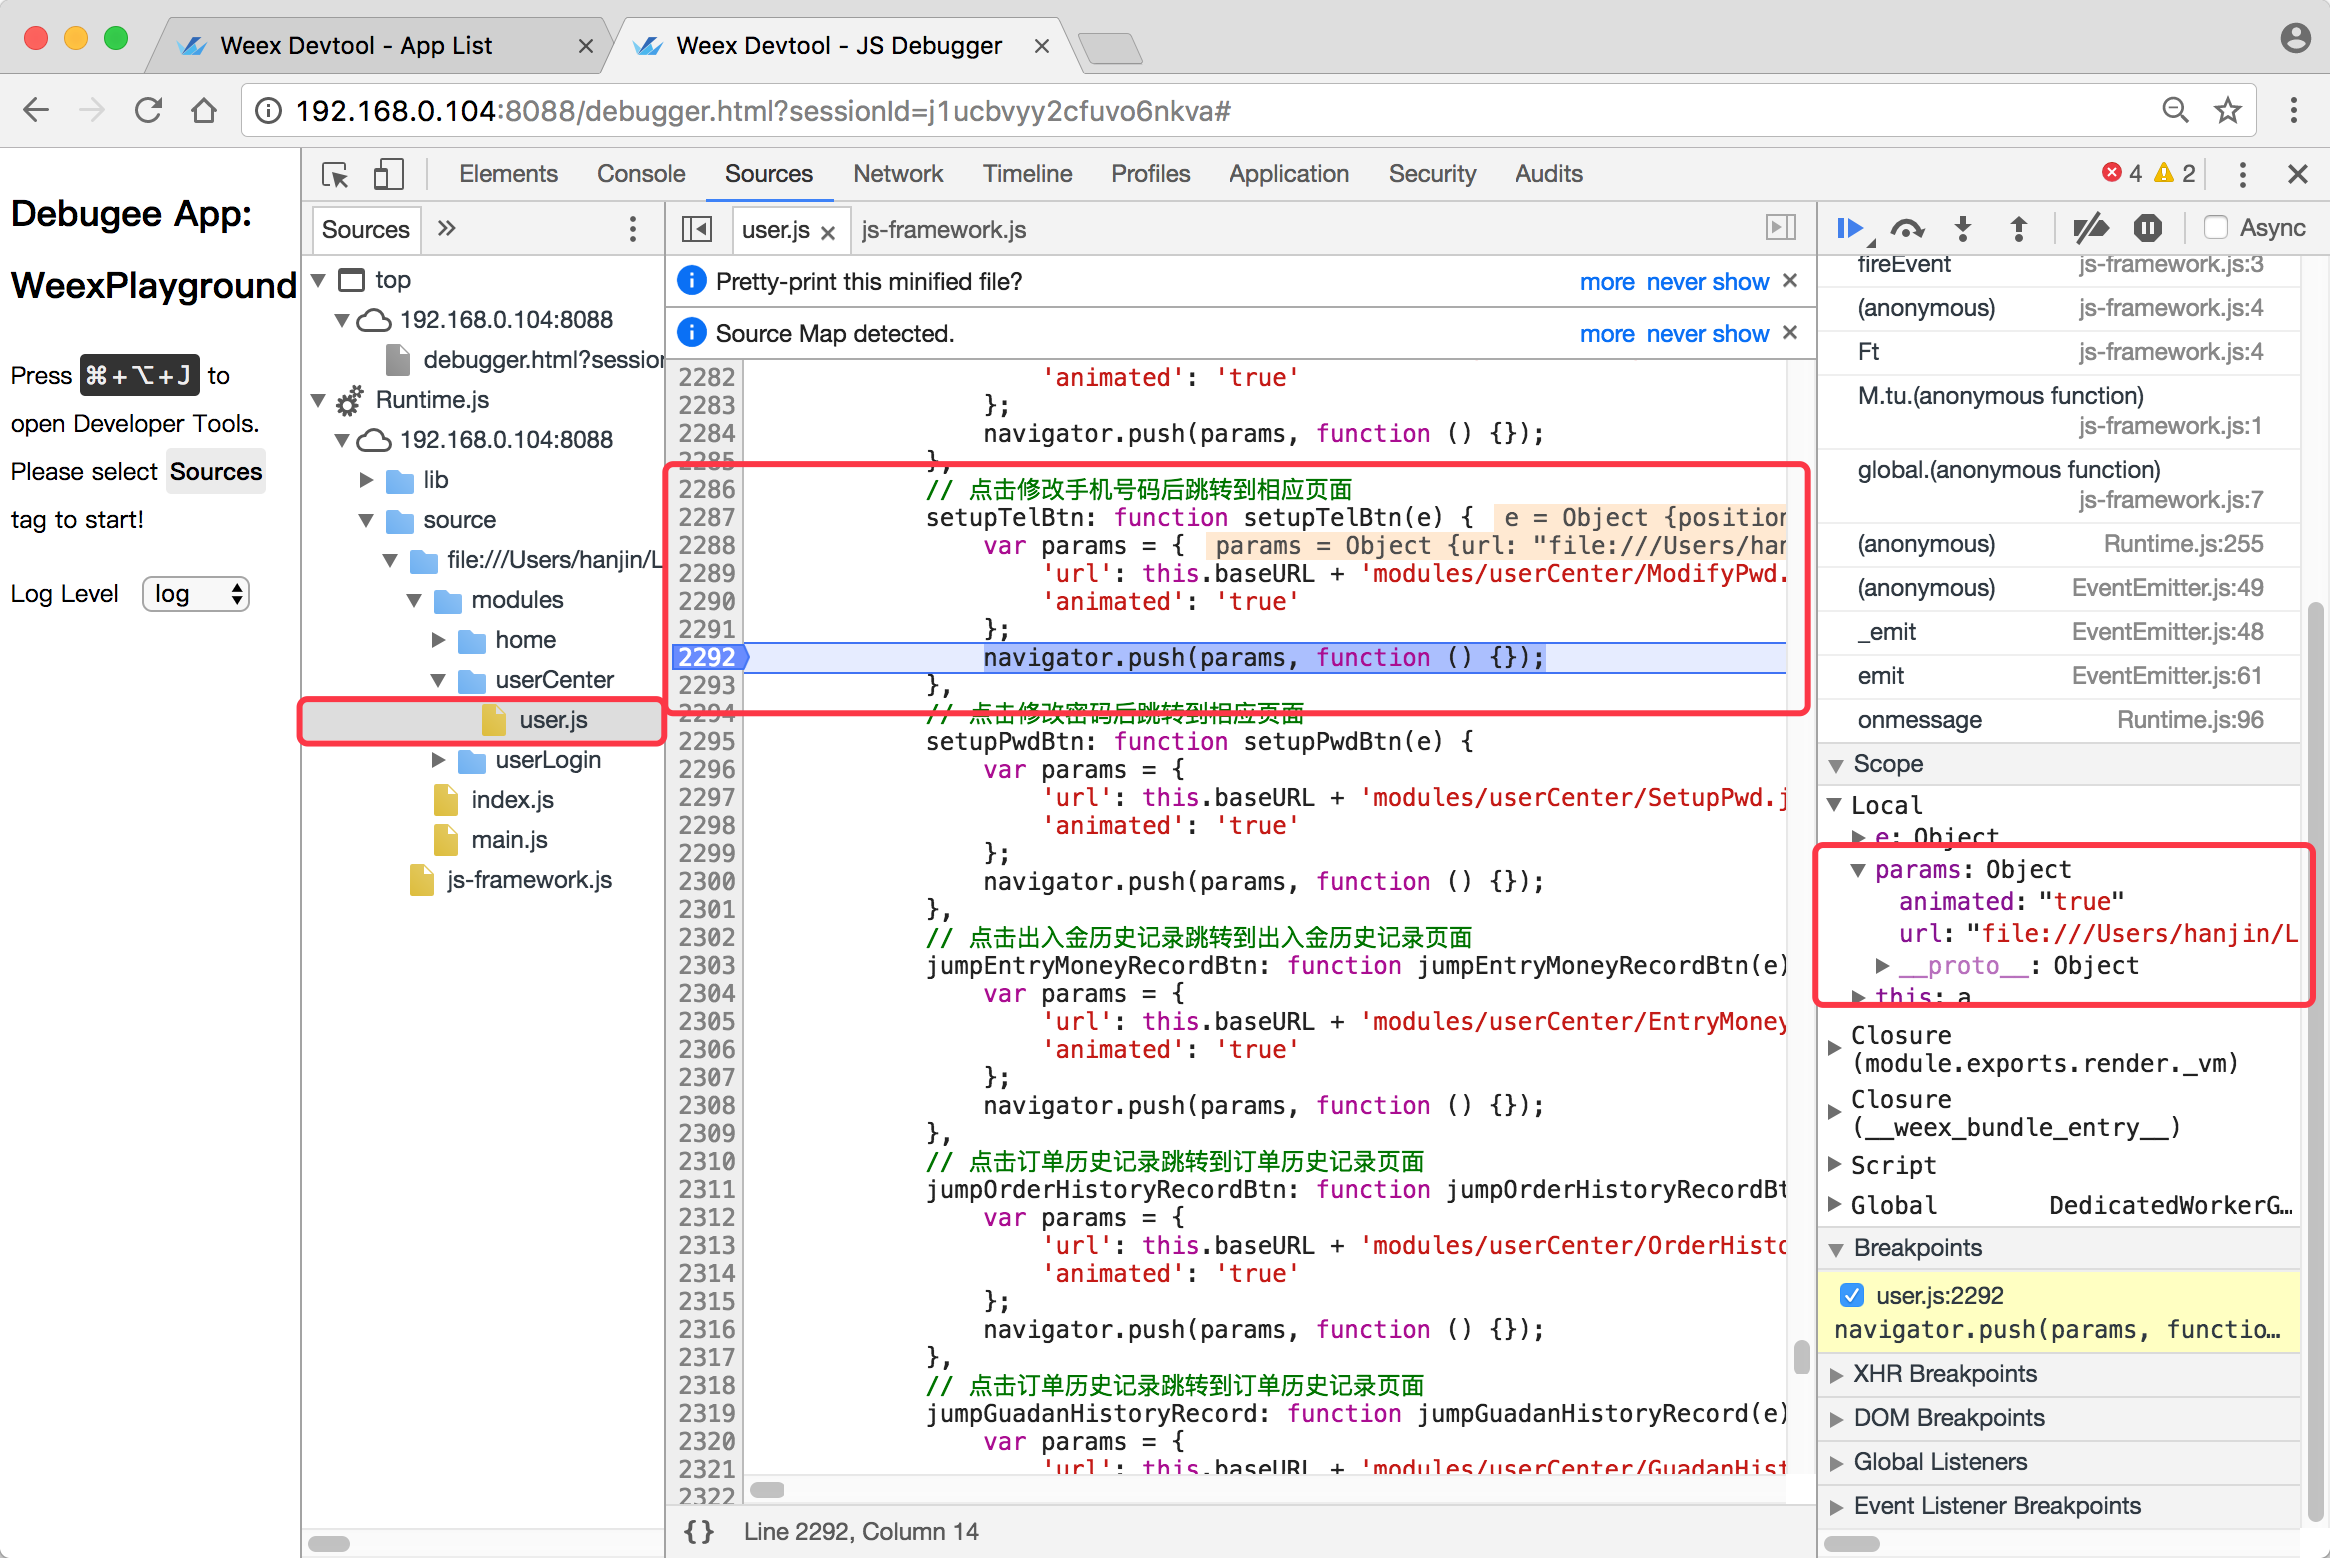 Weex Devtool - App List
Weex Devtool - JS Debugger
192.168.0.104:8088/debugger.html?sessionId=j1ucbvyy2cfuvo6nkva#
Debugee App:
WeexPlayground
Press ⌘+⌥+J to
open Developer Tools.
Please select Sources
tag to start!
Log Level log
Elements Console Sources Network Timeline Profiles Application Security Audits 4 2
Sources
top
192.168.0.104:8088
debugger.html?session
Runtime.js
192.168.0.104:8088
lib
source
file:///Users/hanjin/L
modules
home
userCenter
user.js
userLogin
index.js
main.js
js-framework.js
user.js js-framework.js
Pretty-print this minified file? more never show
Source Map detected. more never show
2282 'animated': 'true'
2283 };
2284 navigator.push(params, function () {});
2285 },
2286 // 点击修改手机号码后跳转到相应页面
2287 setupTelBtn: function setupTelBtn(e) { e = Object {position
2288 var params = { params = Object {url: "file:///Users/han
2289 'url': this.baseURL + 'modules/userCenter/ModifyPwd.
2290 'animated': 'true'
2291 };
2292 navigator.push(params, function () {});
2293 },
2294 // 点击修改密码后跳转到相应页面
2295 setupPwdBtn: function setupPwdBtn(e) {
2296 var params = {
2297 'url': this.baseURL + 'modules/userCenter/SetupPwd.j
2298 'animated': 'true'
2299 };
2300 navigator.push(params, function () {});
2301 },
2302 // 点击出入金历史记录跳转到出入金历史记录页面
2303 jumpEntryMoneyRecordBtn: function jumpEntryMoneyRecordBtn(e)
2304 var params = {
2305 'url': this.baseURL + 'modules/userCenter/EntryMoney
2306 'animated': 'true'
2307 };
2308 navigator.push(params, function () {});
2309 },
2310 // 点击订单历史记录跳转到订单历史记录页面
2311 jumpOrderHistoryRecordBtn: function jumpOrderHistoryRecordBt
2312 var params = {
2313 'url': this.baseURL + 'modules/userCenter/OrderHisto
2314 'animated': 'true'
2315 };
2316 navigator.push(params, function () {});
2317 },
2318 // 点击订单历史记录跳转到订单历史记录页面
2319 jumpGuadanHistoryRecord: function jumpGuadanHistoryRecord(e)
2320 var params = {
2321 'url': this.baseURL + 'modules/userCenter/GuadanHist
2322
{} Line 2292, Column 14
Async
fireEvent js-framework.js:3
(anonymous) js-framework.js:4
Ft js-framework.js:4
M.tu.(anonymous function)
js-framework.js:1
global.(anonymous function)
js-framework.js:7
(anonymous) Runtime.js:255
(anonymous) EventEmitter.js:49
_emit EventEmitter.js:48
emit EventEmitter.js:61
onmessage Runtime.js:96
Scope
Local
e: Object
params: Object
animated: "true"
url: "file:///Users/hanjin/L
__proto__: Object
this: a
Closure
(module.exports.render._vm)
Closure
(__weex_bundle_entry__)
Script
Global DedicatedWorkerG…
Breakpoints
user.js:2292
navigator.push(params, functio…
XHR Breakpoints
DOM Breakpoints
Global Listeners
Event Listener Breakpoints